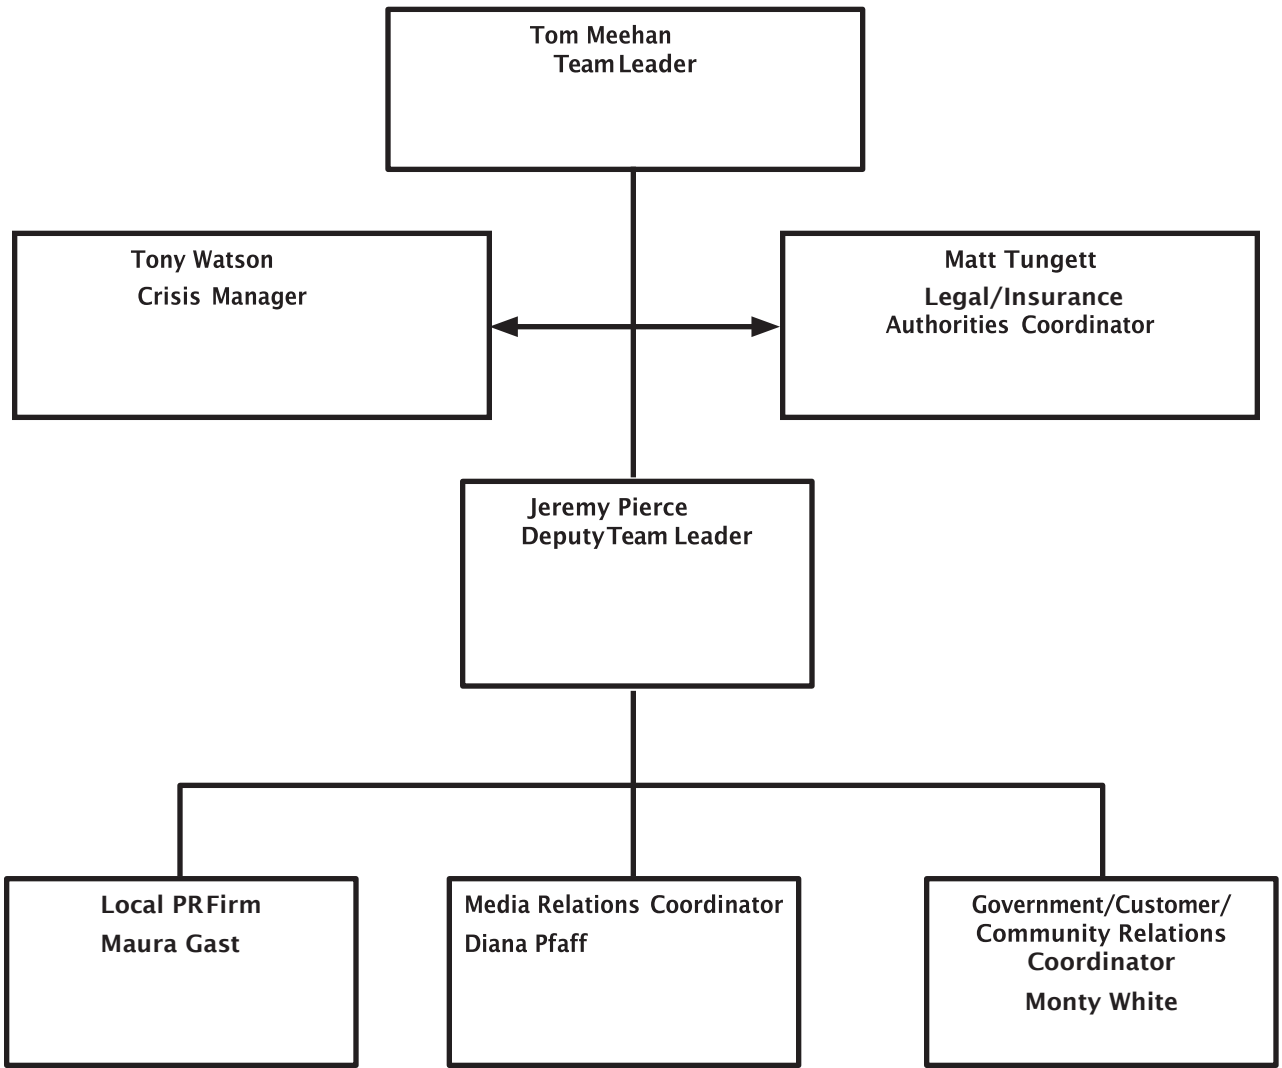 Tom Meehan
Team Leader
Tony Watson
Crisis Manager
Matt Tungett
Legal/Insurance
Authorities Coordinator
Jeremy Pierce
Deputy Team Leader
Local PR Firm
Maura Gast
Media Relations Coordinator
Diana Pfaff
Government/Customer/
Community Relations
Coordinator
Monty White